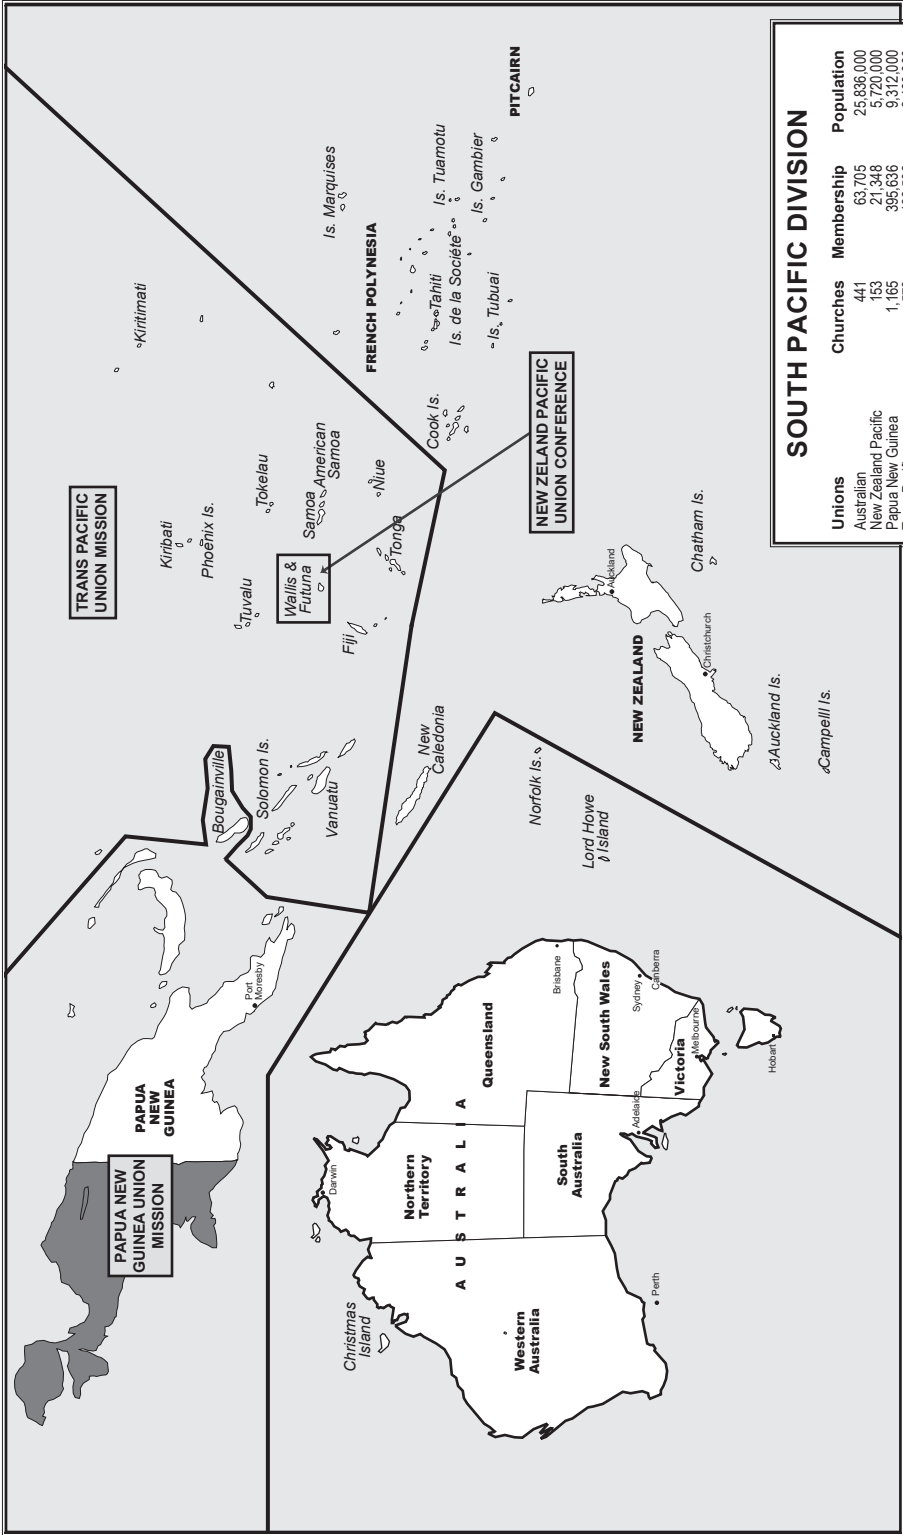 TRANS PACIFIC
UNION MISSION
Kiritimati
Kiribati
Phoenix Is.
Tokelau
Tuvalu
Samoa
American
Samoa
Wallis &
Futuna
Niue
Tonga
Fiji
Is. Marquises
FRENCH POLYNESIA
Tahiti
Is. Tuamotu
Is. de la Sociéte
Is. Gambier
Is. Tubuai
PITCAIRN
Cook Is.
NEW ZELAND PACIFIC
UNION CONFERENCE
Bougainville
Solomon Is.
Vanuatu
New
Caledonia
PAPUA NEW
GUINEA UNION
MISSION
PAPUA
NEW
GUINEA
Port
Moresby
Norfolk Is.
Lord Howe
Island
NEW ZEALAND
Auckland
Christchurch
Chatham Is.
Auckland Is.
Campelll Is.
Christmas
Island
Darwin
AUSTRALIA
Northern
Territory
Queensland
Western
Australia
South
Australia
New South Wales
Victoria
Brisbane
Sydney
Canberra
Melbourne
Adelaide
Perth
Hobart
SOUTH PACIFIC DIVISION
Unions Churches Membership Population
Australian 441 63,705 25,836,000
New Zealand Pacific 153 21,348 5,720,000
Papua New Guinea 1,165 395,636 9,312,000